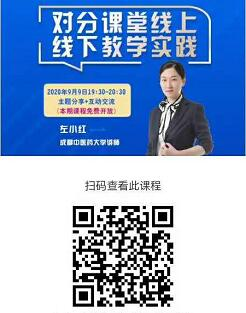 对分课堂线上
线下教学实践
2020年9月9日19:30-20:30
主题分享+互动交流
（本期课程免费开放）
左小红
成都中医药大学讲师
扫码查看此课程